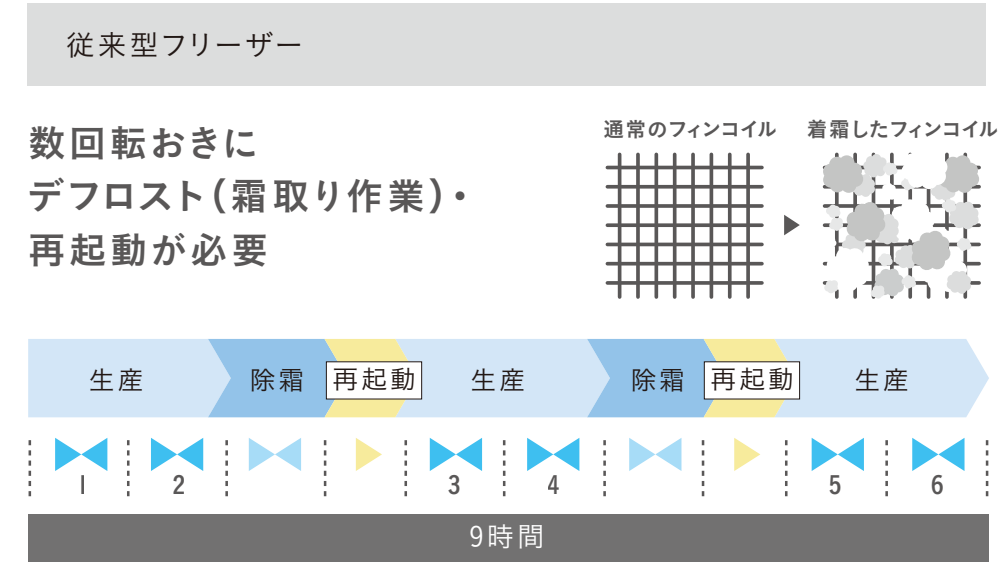 従来型フリーザー
数回転おきに
デフロスト(霜取り作業)・
再起動が必要
通常のフィンコイル
着霜したフィンコイル
生産 除霜 再起動 生産 除霜 再起動 生産
1 2 3 4 5 6
9時間